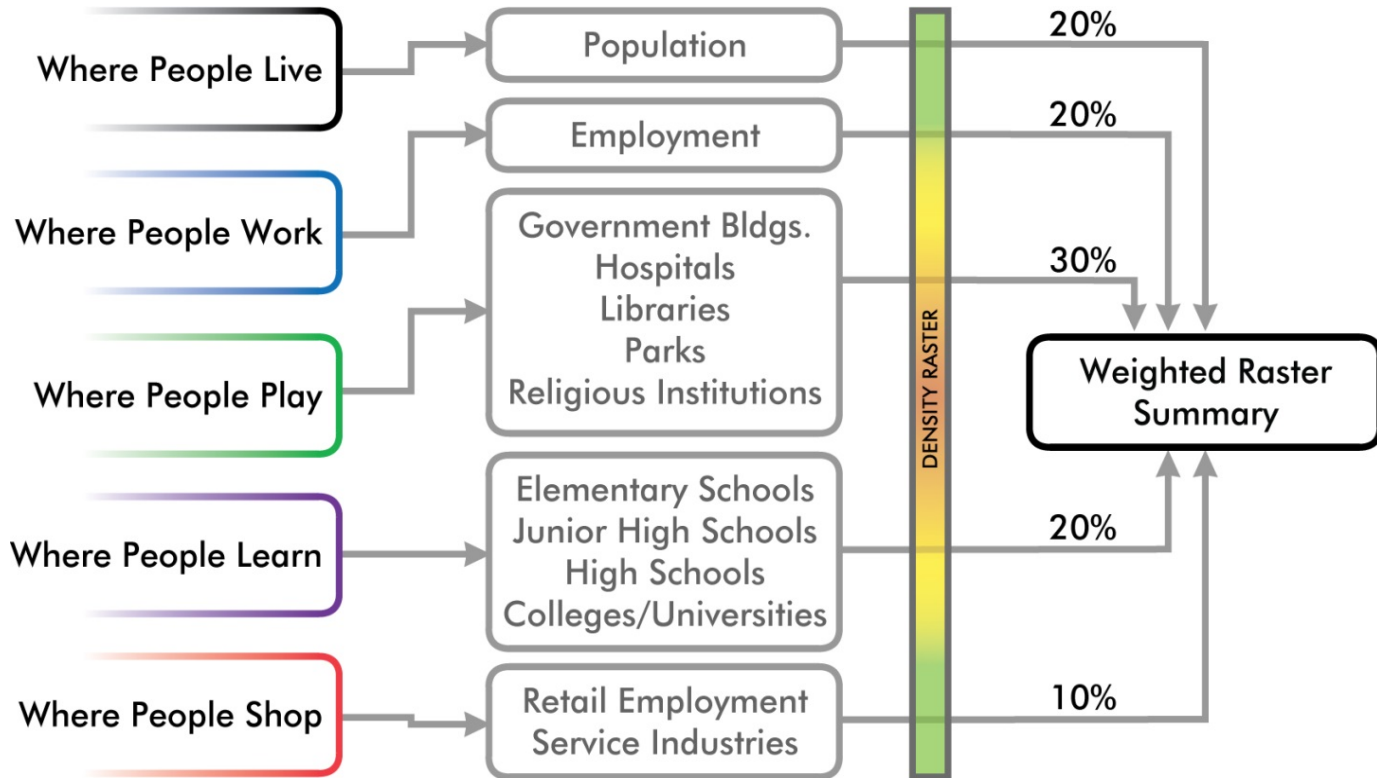 Where People Live
Population
20%
Where People Work
Employment
20%
Where People Play
Government Bldgs.
Hospitals
Libraries
Parks
Religious Institutions
30%
Where People Learn
Elementary Schools
Junior High Schools
High Schools
Colleges/Universities
20%
Where People Shop
Retail Employment
Service Industries
10%
DENSITY RASTER
Weighted Raster
Summary